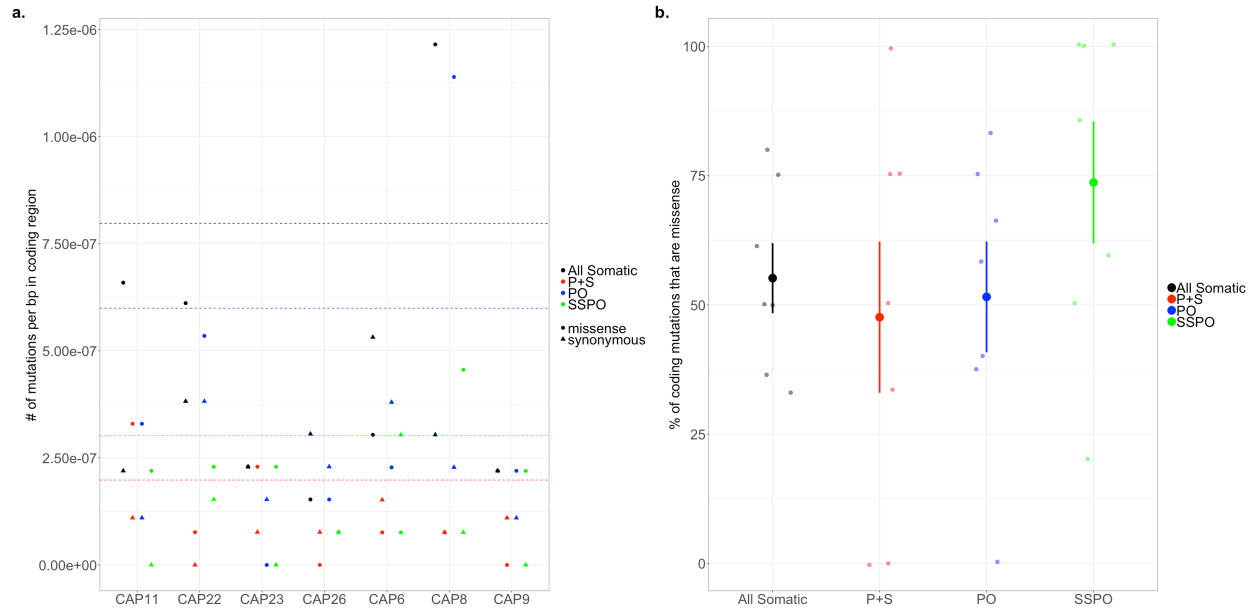 a.
# of mutations per bp in coding region
1.25e-06
1.00e-06
7.50e-07
5.00e-07
2.50e-07
0.00e+00
CAP11 CAP22 CAP23 CAP26 CAP6 CAP8 CAP9
All Somatic
P+S
PO
SSPO
missense
synonymous
b.
% of coding mutations that are missense
100
75
50
25
0
All Somatic P+S PO SSPO
All Somatic
P+S
PO
SSPO